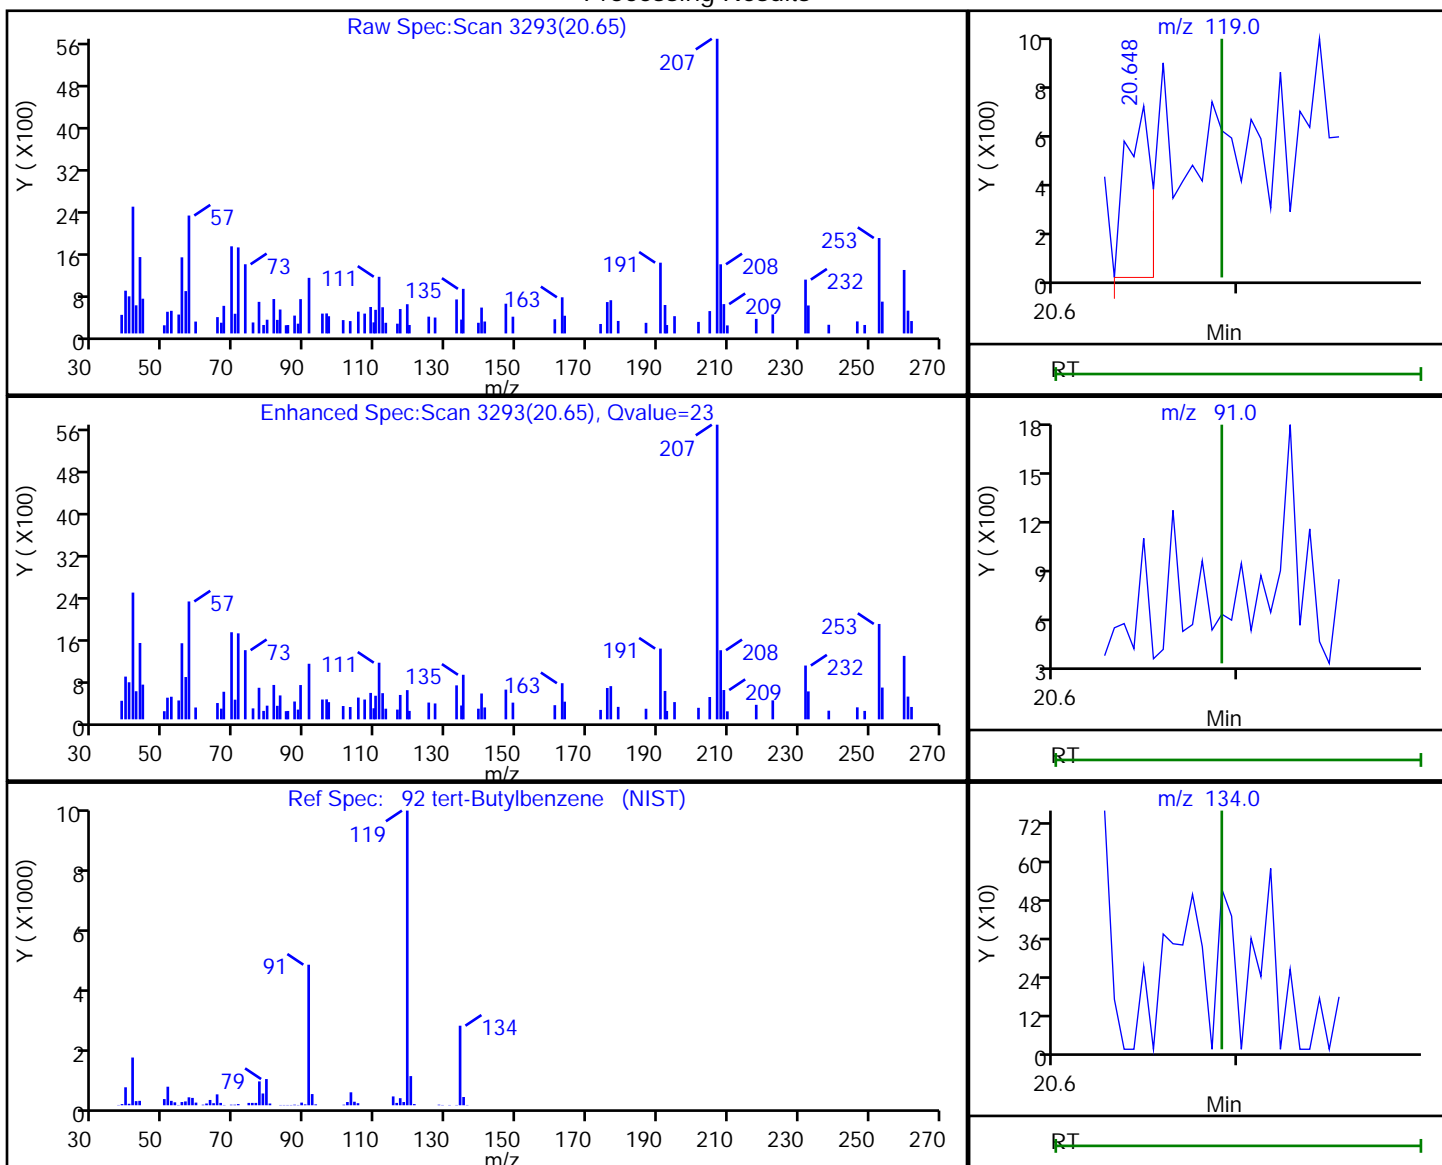 Processing Results
Raw Spec:Scan 3293(20.65)
Y ( X100)
56
48
40
32
24
16
8
0
207
57
73
111
135
163
191
208
209
232
253
30 50 70 90 110 130 150 170 190 210 230 250 270
m/z
m/z 119.0
Y ( X100)
10
8
6
4
2
0
20.648
20.6
Min
RT
Enhanced Spec:Scan 3293(20.65), Qvalue=23
Y ( X100)
56
48
40
32
24
16
8
0
207
57
73
111
135
163
191
208
209
232
253
30 50 70 90 110 130 150 170 190 210 230 250 270
m/z
m/z 91.0
Y ( X100)
18
15
12
9
6
3
20.6
Min
RT
Ref Spec: 92 tert-Butylbenzene (NIST)
Y ( X1000)
10
8
6
4
2
0
119
91
79
134
30 50 70 90 110 130 150 170 190 210 230 250 270
m/z
m/z 134.0
Y ( X10)
72
60
48
36
24
12
0
20.6
Min
RT